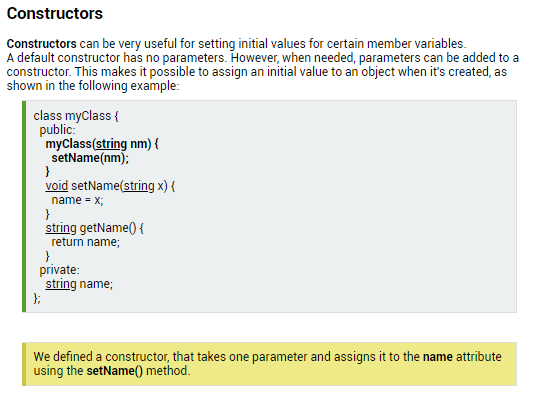 Constructors
Constructors can be very useful for setting initial values for certain member variables.
A default constructor has no parameters. However, when needed, parameters can be added to a
constructor. This makes it possible to assign an initial value to an object when it's created, as
shown in the following example:
class myClass {
public:
myClass(string nm) {
setName(nm);
}
void setName(string x) {
name = x;
}
string getName() {
return name;
}
private:
string name;
};
We defined a constructor, that takes one parameter and assigns it to the name attribute
using the setName() method.